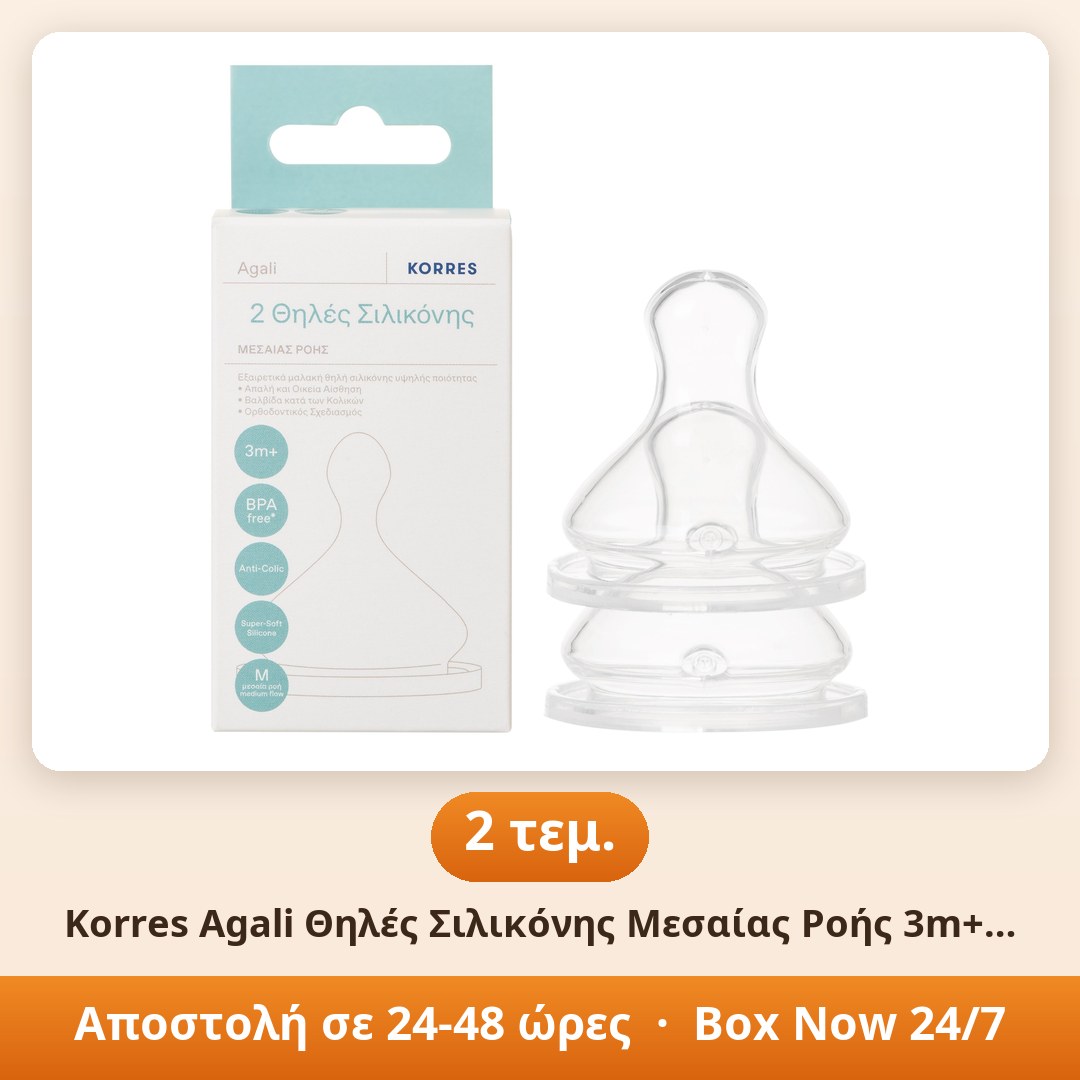 Agali
KORRES
2 Θηλές Σιλικόνης
ΜΕΣΑΙΑΣ ΡΟΗΣ
Εξαιρετικά μαλακή θηλή σιλικόνης υψηλής ποιότητας
• Απαλή και Οικεία Αίσθηση
• Βαλβίδα κατά των Κολικών
• Ορθοδοντικός Σχεδιασμός
3m+
BPA
free*
Anti-Colic
Super-Soft
Silicone
M
μεσαία ροή
medium flow
2 τεμ.
Korres Agali Θηλές Σιλικόνης Μεσαίας Ροής 3m+...
Αποστολή σε 24-48 ώρες · Box Now 24/7